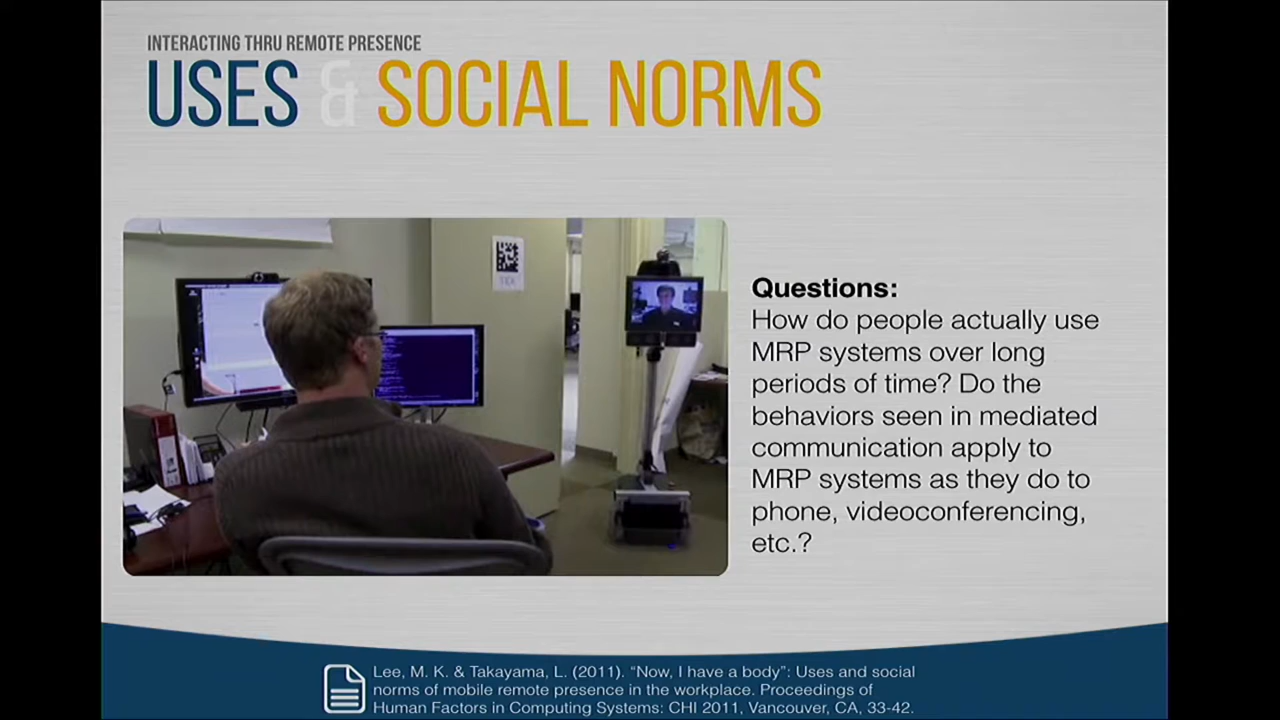 INTERACTING THRU REMOTE PRESENCE
USES & SOCIAL NORMS
Questions:
How do people actually use
MRP systems over long
periods of time? Do the
behaviors seen in mediated
communication apply to
MRP systems as they do to
phone, videoconferencing,
etc.?
Lee, M. K. & Takayama, L. (2011). “Now, I have a body”: Uses and social
norms of mobile remote presence in the workplace. Proceedings of
Human Factors in Computing Systems: CHI 2011, Vancouver, CA, 33-42.